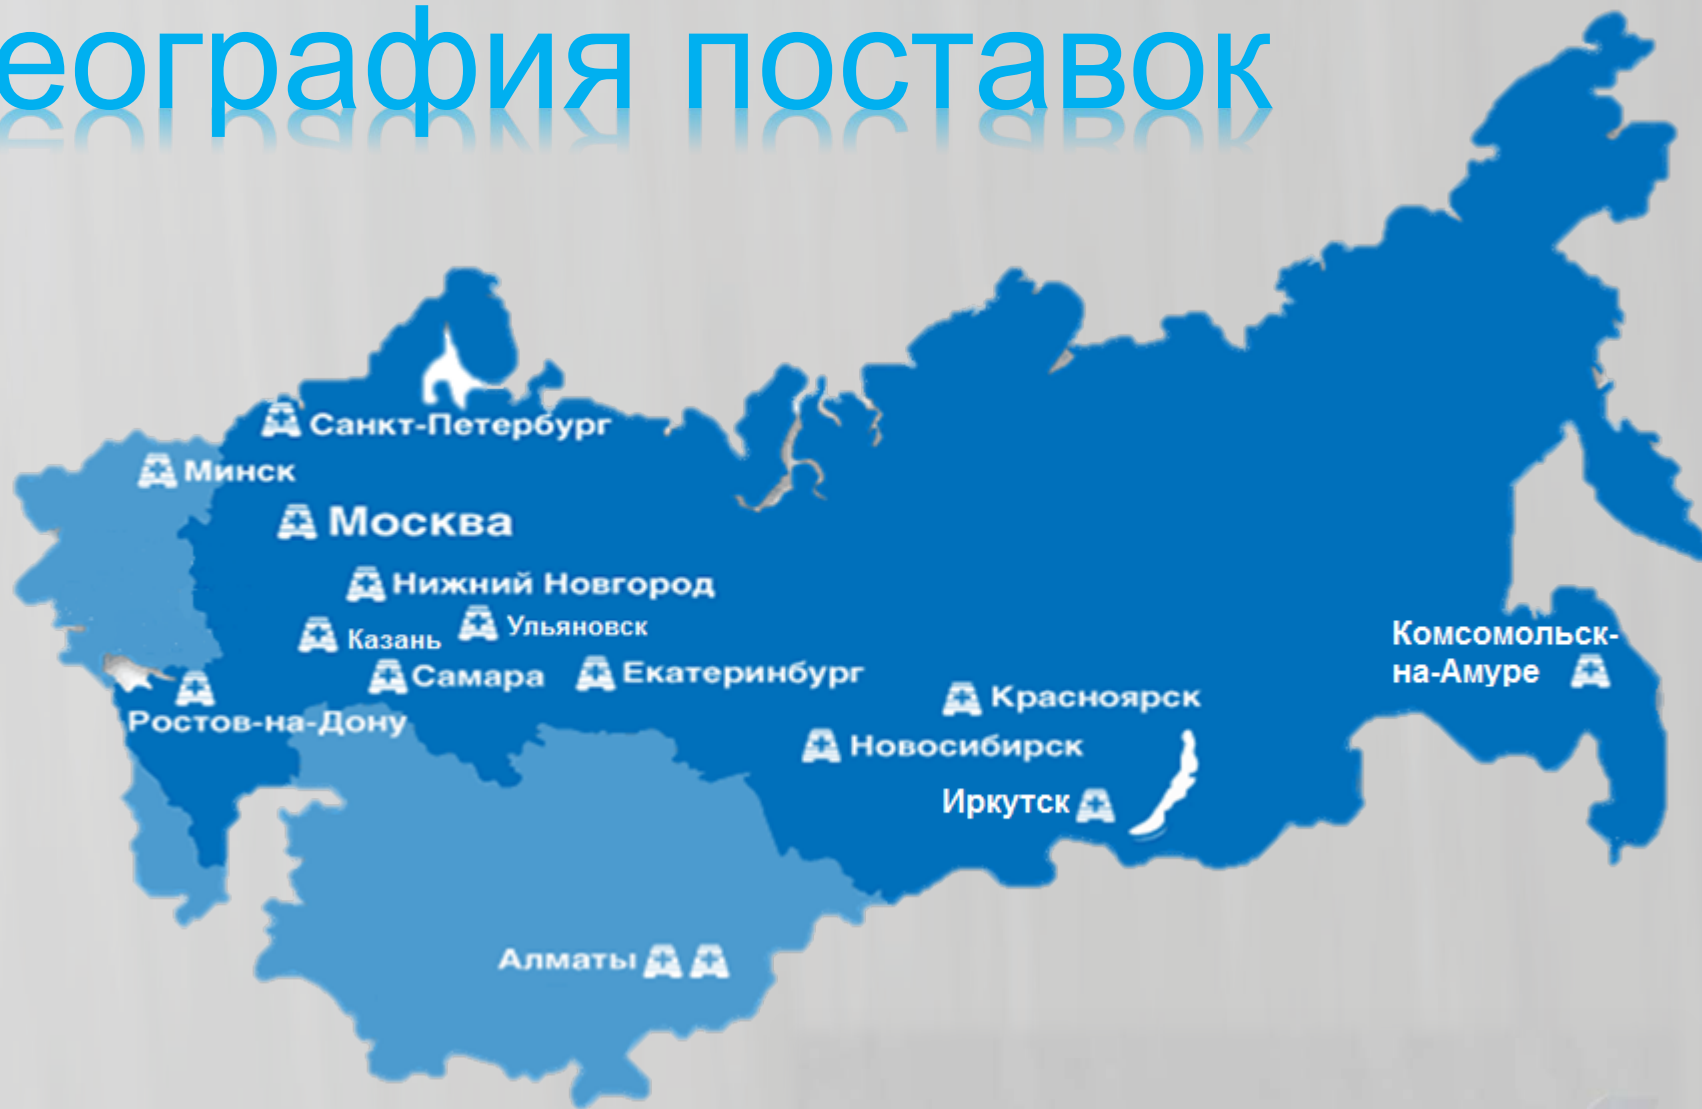 еография поставок
Санкт-Петербург
Минск
Москва
Нижний Новгород
Казань
Ульяновск
Самара
Екатеринбург
Ростов-на-Дону
Красноярск
Новосибирск
Иркутск
Комсомольск-
на-Амуре
Алматы